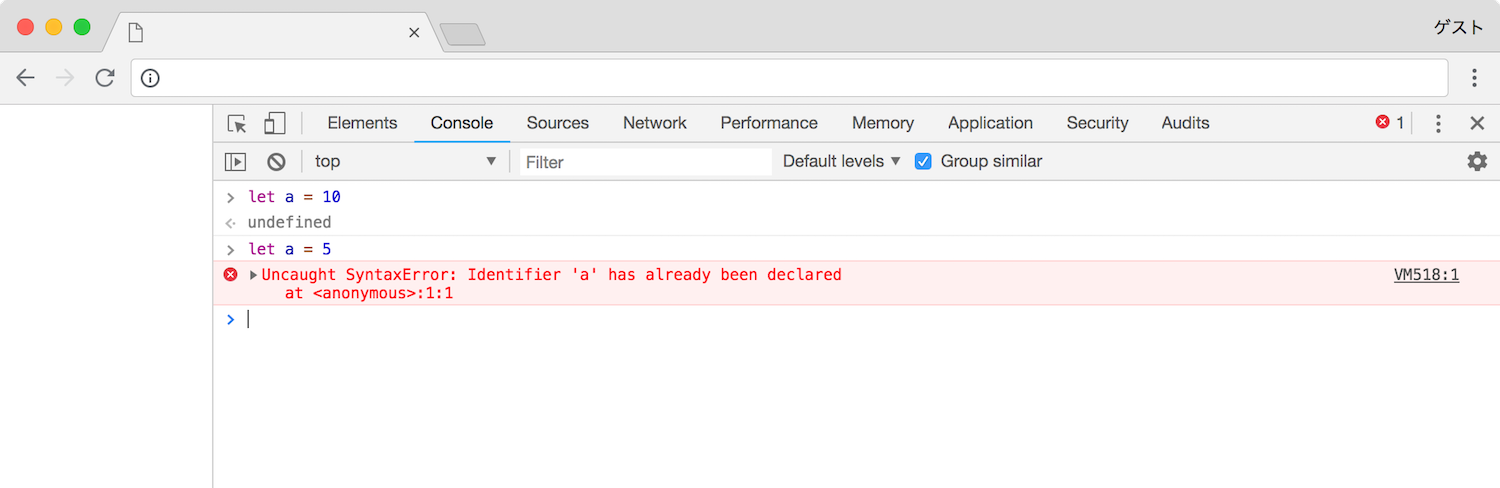 ゲスト
Elements Console Sources Network Performance Memory Application Security Audits 1
top Filter Default levels Group similar
let a = 10
undefined
let a = 5
Uncaught SyntaxError: Identifier 'a' has already been declared VM518:1
at <anonymous>:1:1